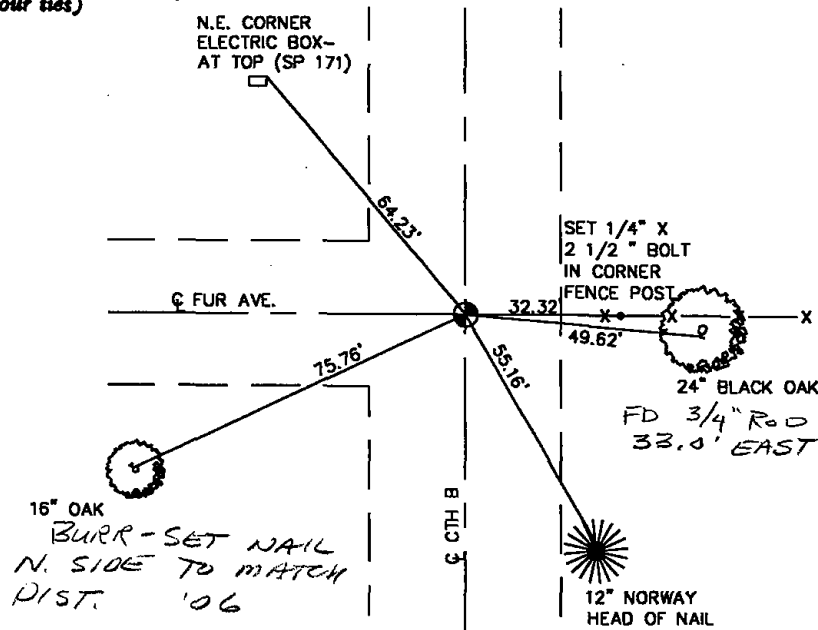 our ties)
N.E. CORNER
ELECTRIC BOX-
AT TOP (SP 171)
64.23'
SET 1/4" X
2 1/2 " BOLT
IN CORNER
FENCE POST
℄ FUR AVE.
32.32'
X X X
49.62'
75.76'
55.16'
24" BLACK OAK
FD 3/4" ROD
33.0' EAST
16" OAK
BURR - SET NAIL
N. SIDE TO MATCH
DIST. '06
℄ CTH B
12" NORWAY
HEAD OF NAIL